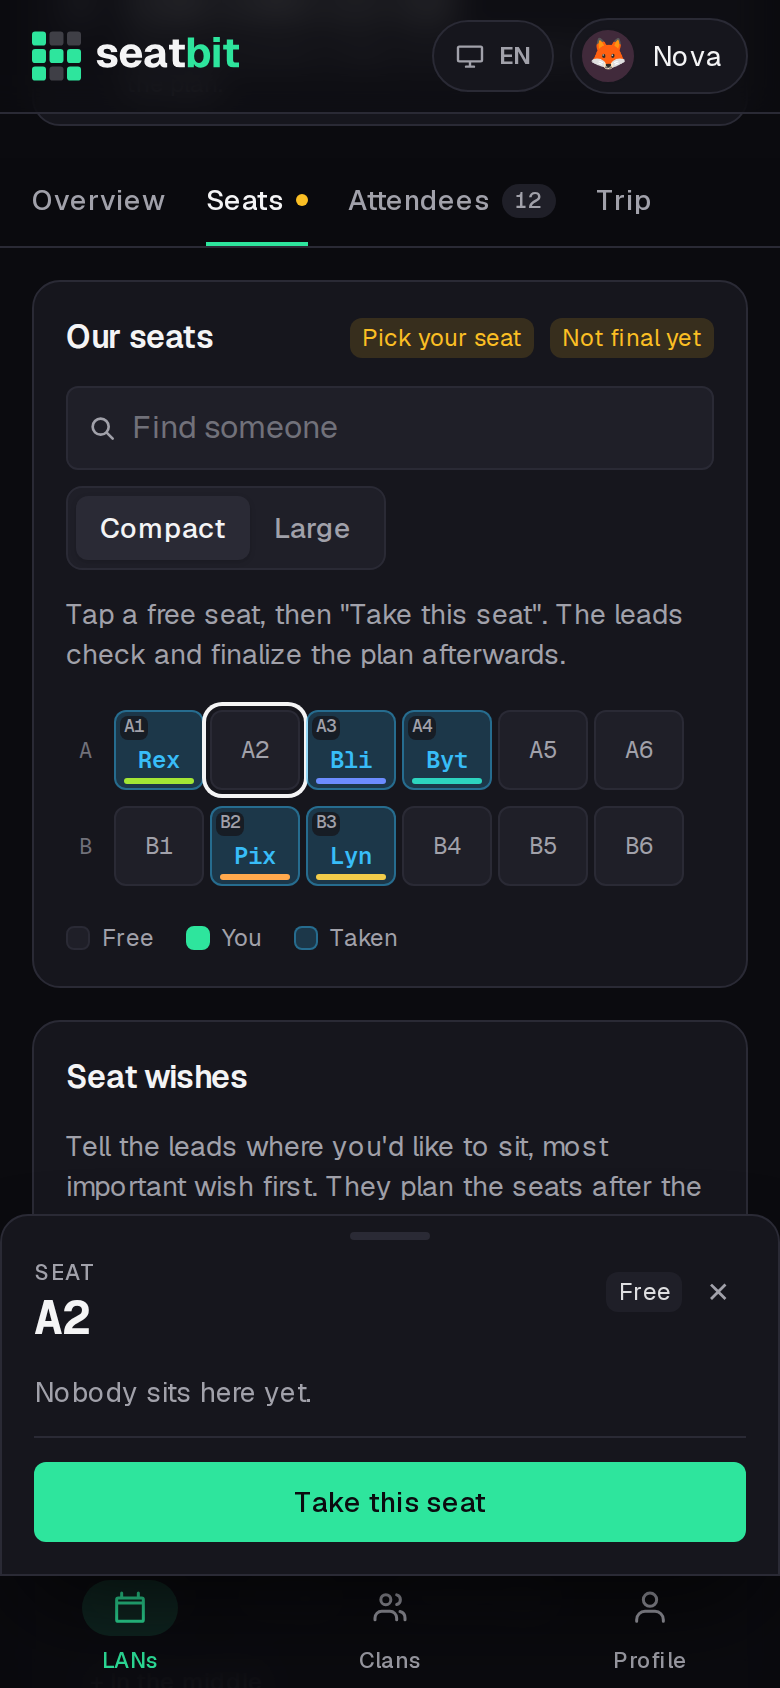 seatbit
EN
Nova
Overview Seats Attendees 12 Trip
Our seats
Pick your seat
Not final yet
Find someone
Compact Large
Tap a free seat, then "Take this seat". The leads
check and finalize the plan afterwards.
A A1 Rex A2 A3 Bli A4 Byt A5 A6
B B1 B2 Pix B3 Lyn B4 B5 B6
Free You Taken
Seat wishes
Tell the leads where you'd like to sit, most
important wish first. They plan the seats after the
SEAT
A2
Free
Nobody sits here yet.
Take this seat
LANs Clans Profile